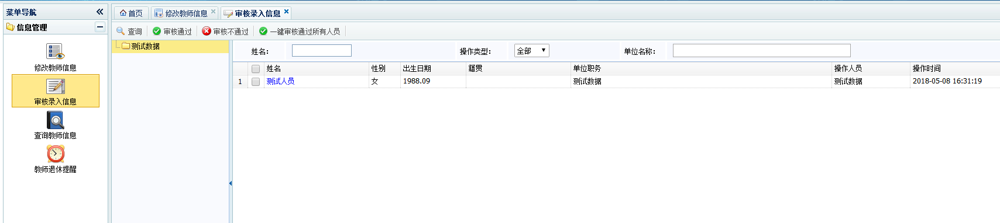 菜单导航
信息管理
修改教师信息
审核录入信息
查询教师信息
教师退休提醒
首页 修改教师信息 审核录入信息
查询 审核通过 审核不通过 一键审核通过所有人员
测试数据
姓名： 操作类型： 全部 单位名称：
姓名 性别 出生日期 籍贯 单位职务 操作人员 操作时间
1 测试人员 女 1988.09 测试数据 测试数据 2018-05-08 16:31:19